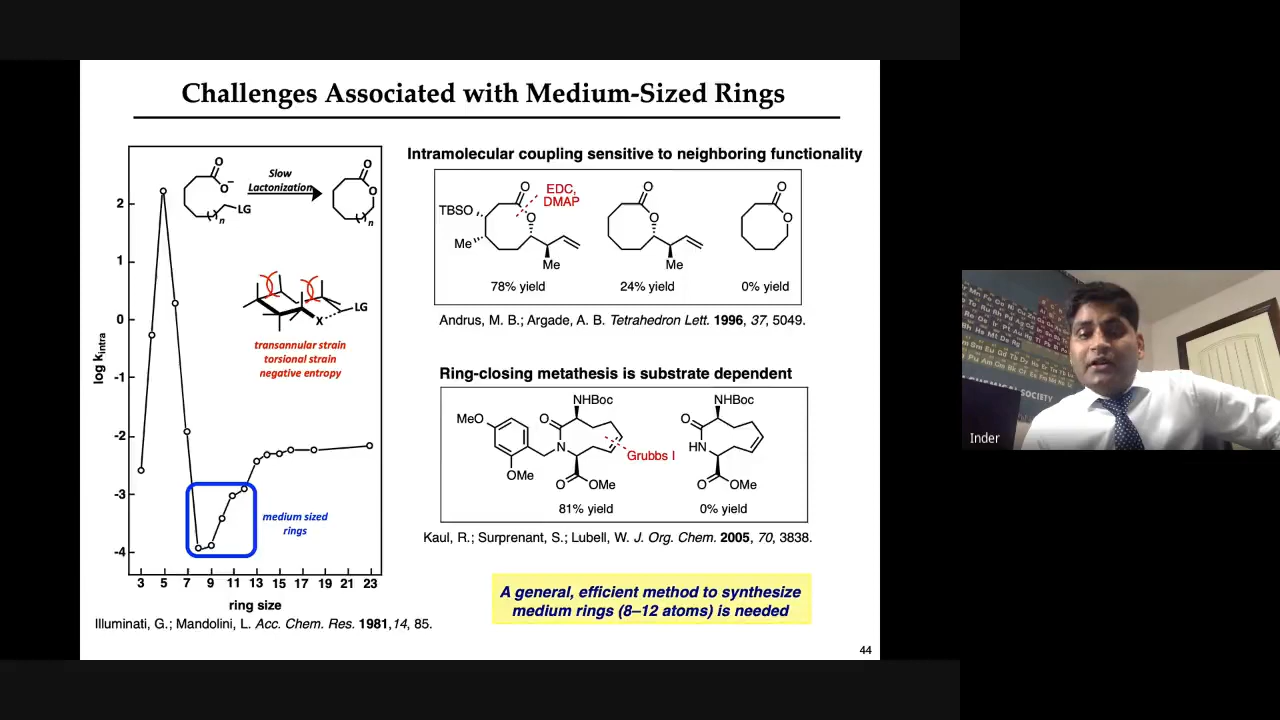 Challenges Associated with Medium-Sized Rings
2
1
0
-1
-2
-3
-4
log kintra
O
O−
LG
n
Slow
Lactonization
O
O
n
LG
X
transannular strain
torsional strain
negative entropy
medium sized
rings
3 5 7 9 11 13 15 17 19 21 23
ring size
Illuminati, G.; Mandolini, L. Acc. Chem. Res. 1981, 14, 85.
Intramolecular coupling sensitive to neighboring functionality
TBSO
O
O
Me
Me
EDC,
DMAP
78% yield
O
O
Me
24% yield
O
O
0% yield
Andrus, M. B.; Argade, A. B. Tetrahedron Lett. 1996, 37, 5049.
Ring-closing metathesis is substrate dependent
NHBoc
MeO
O
N
Grubbs I
OMe
O
OMe
81% yield
NHBoc
O
HN
O
OMe
0% yield
Kaul, R.; Surprenant, S.; Lubell, W. J. Org. Chem. 2005, 70, 3838.
A general, efficient method to synthesize
medium rings (8–12 atoms) is needed
44
Inder